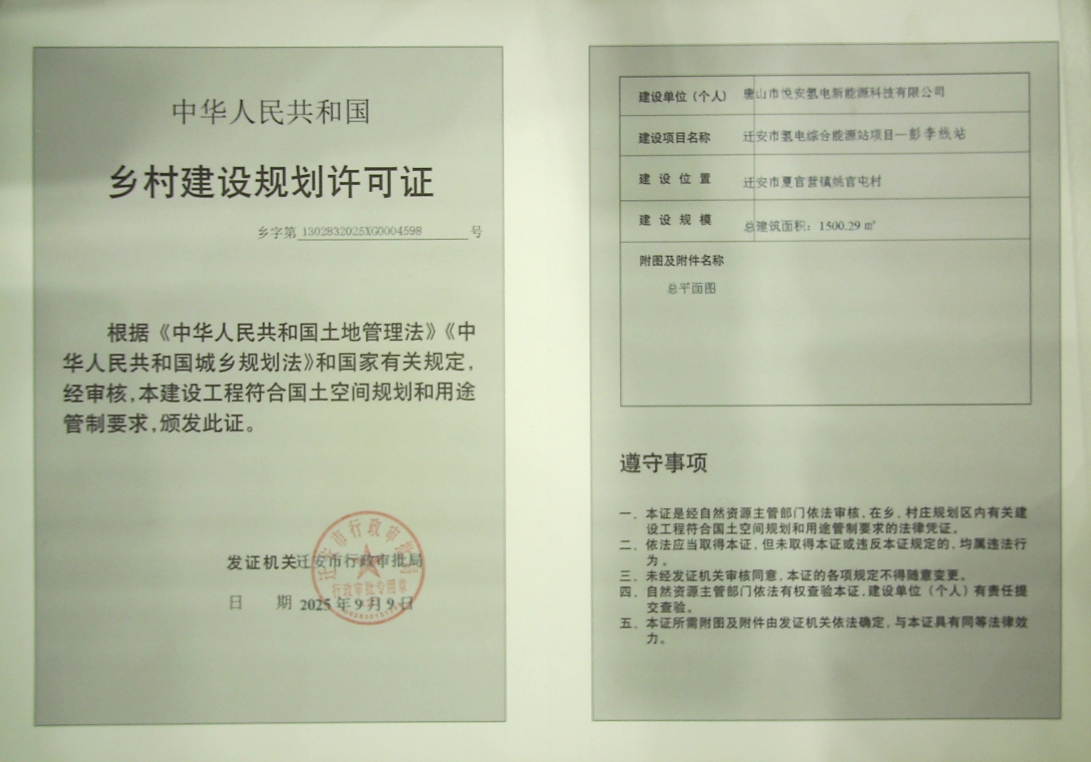 中华人民共和国
乡村建设规划许可证
乡字第 1302832025XG0004598 号
根据《中华人民共和国土地管理法》《中
华人民共和国城乡规划法》和国家有关规定，
经审核，本建设工程符合国土空间规划和用途
管制要求，颁发此证。
发证机关迁安市行政审批局
日 期 2025 年 9 月 9 日
迁安市行政审批局
行政审批专用章
建设单位（个人） 唐山市悦安氢电新能源科技有限公司
建设项目名称 迁安市氢电综合能源站项目—彭李线站
建 设 位 置 迁安市夏官营镇姚官屯村
建 设 规 模 总建筑面积：1500.29 ㎡
附图及附件名称
总平面图
遵守事项
一、本证是经自然资源主管部门依法审核，在乡、村庄规划区内有关建
设工程符合国土空间规划和用途管制要求的法律凭证。
二、依法应当取得本证，但未取得本证或违反本证规定的，均属违法行
为。
三、未经发证机关审核同意，本证的各项规定不得随意变更。
四、自然资源主管部门依法有权查验本证，建设单位（个人）有责任提
交查验。
五、本证所需附图及附件由发证机关依法确定，与本证具有同等法律效
力。